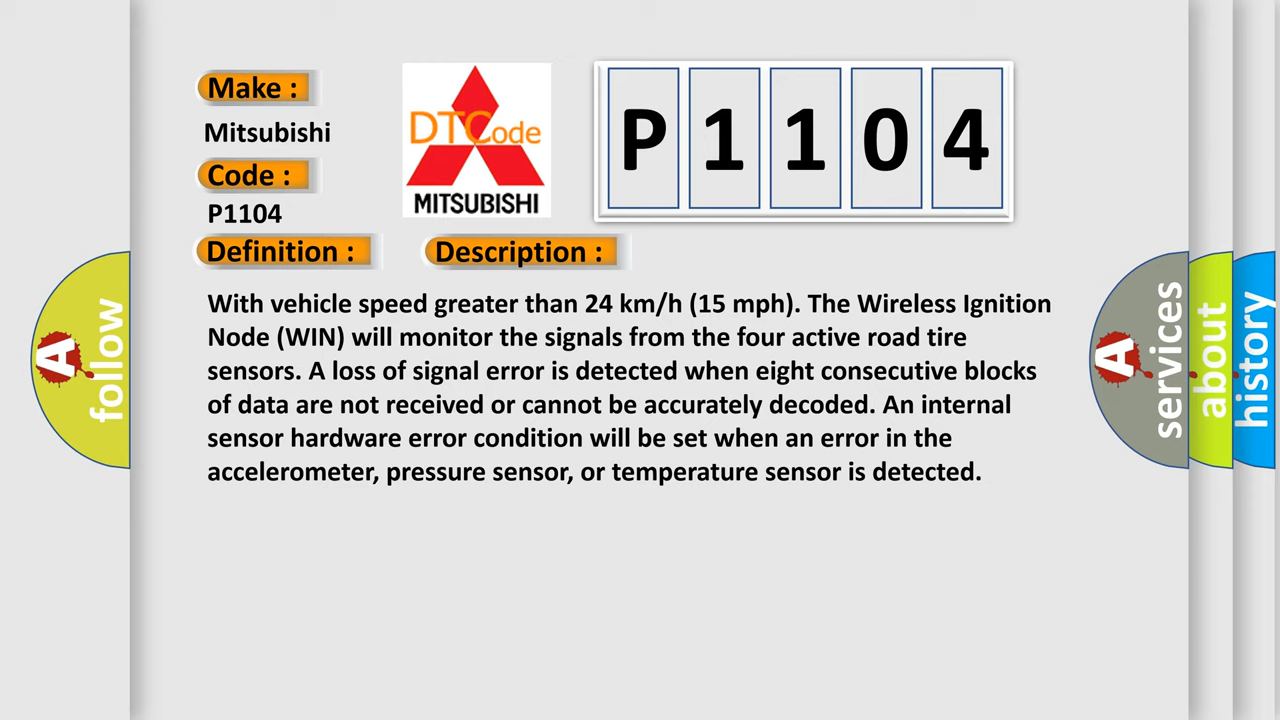 Make :
Mitsubishi
Code :
P1104
Definition :
Description :
DTCode
MITSUBISHI
P1104
With vehicle speed greater than 24 km/h (15 mph). The Wireless Ignition
Node (WIN) will monitor the signals from the four active road tire
sensors. A loss of signal error is detected when eight consecutive blocks
of data are not received or cannot be accurately decoded. An internal
sensor hardware error condition will be set when an error in the
accelerometer, pressure sensor, or temperature sensor is detected.
A
follow
A
services
about
history